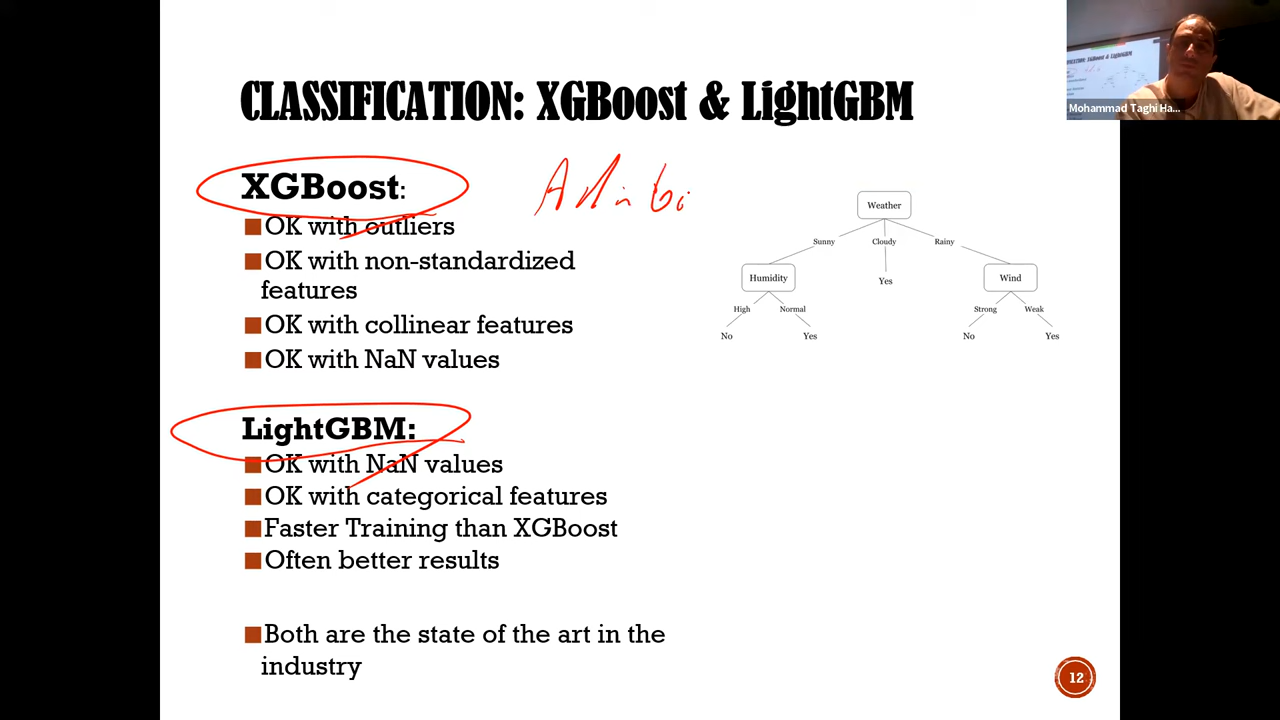 CLASSIFICATION: XGBoost & LightGBM
Mohammad Taghi Ha...
XGBoost:
OK with outliers
OK with non-standardized
features
OK with collinear features
OK with NaN values
LightGBM:
OK with NaN values
OK with categorical features
Faster Training than XGBoost
Often better results
Both are the state of the art in the
industry
Weather
Sunny Cloudy Rainy
Humidity Yes Wind
High Normal Strong Weak
No Yes No Yes
12